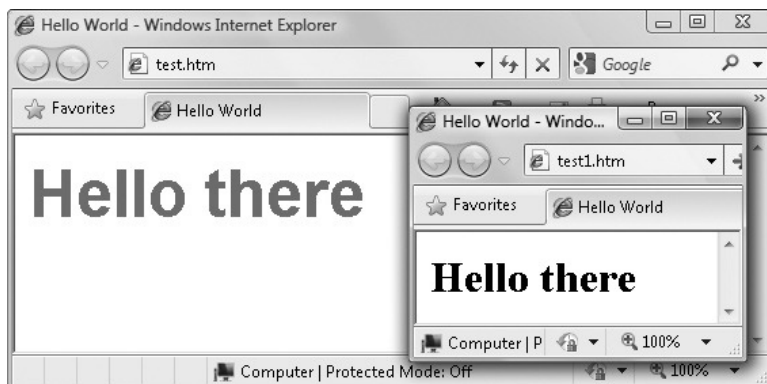 Hello World - Windows Internet Explorer
test.htm
Google
Favorites
Hello World
»
Hello there
Computer | Protected Mode: Off
100%
Hello World - Windo...
test1.htm
Favorites
Hello World
Hello there
Computer | P
100%